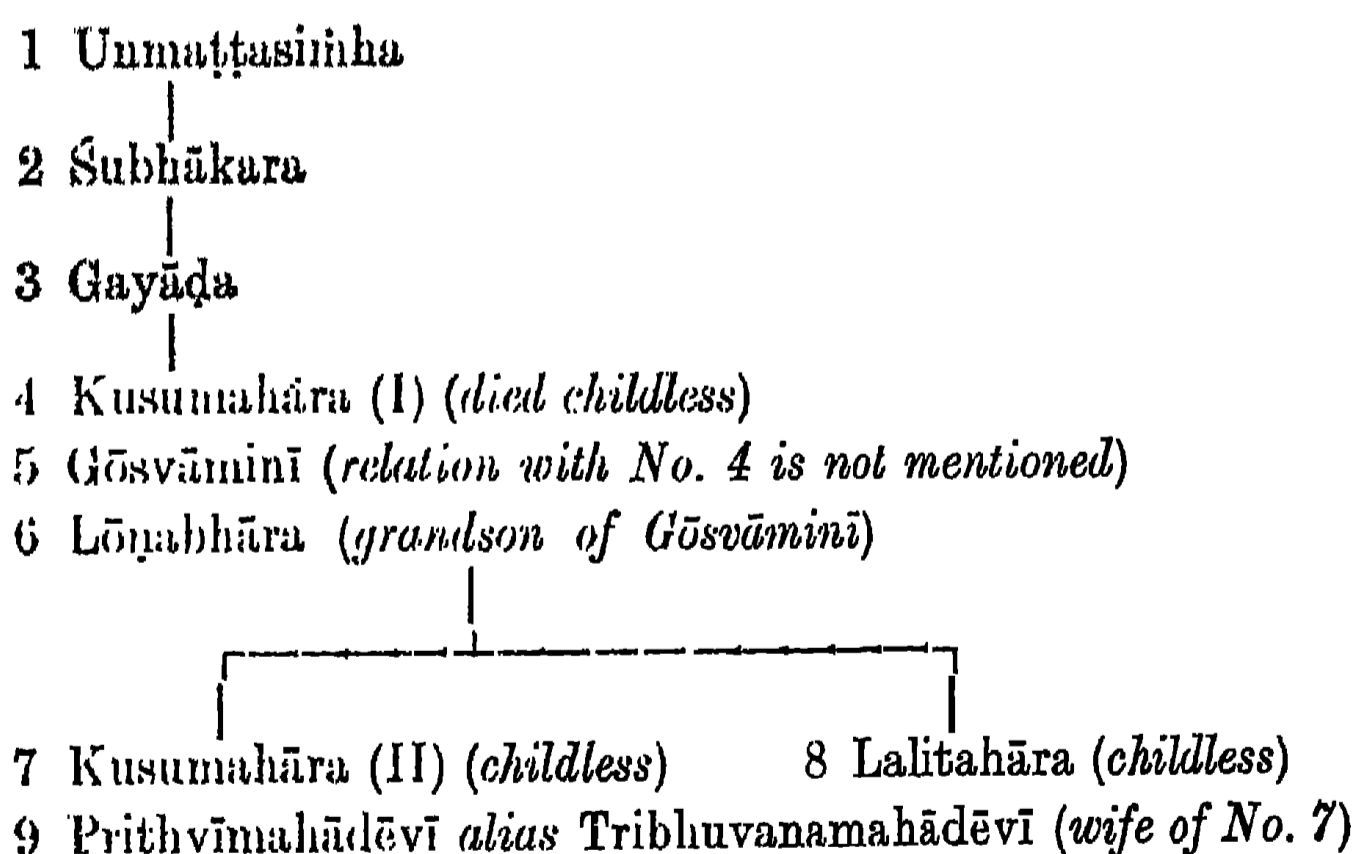 1 Unmaṭṭasiṁha
2 Śubhākara
3 Gayāḍa
4 Kusumahāra (I) (died childless)
5 Gōsvāminī (relation with No. 4 is not mentioned)
6 Lōṇabhāra (grandson of Gōsvāminī)
7 Kusumahāra (II) (childless) 8 Lalitahāra (childless)
9 Prithvīmahādēvī alias Tribhuvanamahādēvī (wife of No. 7)